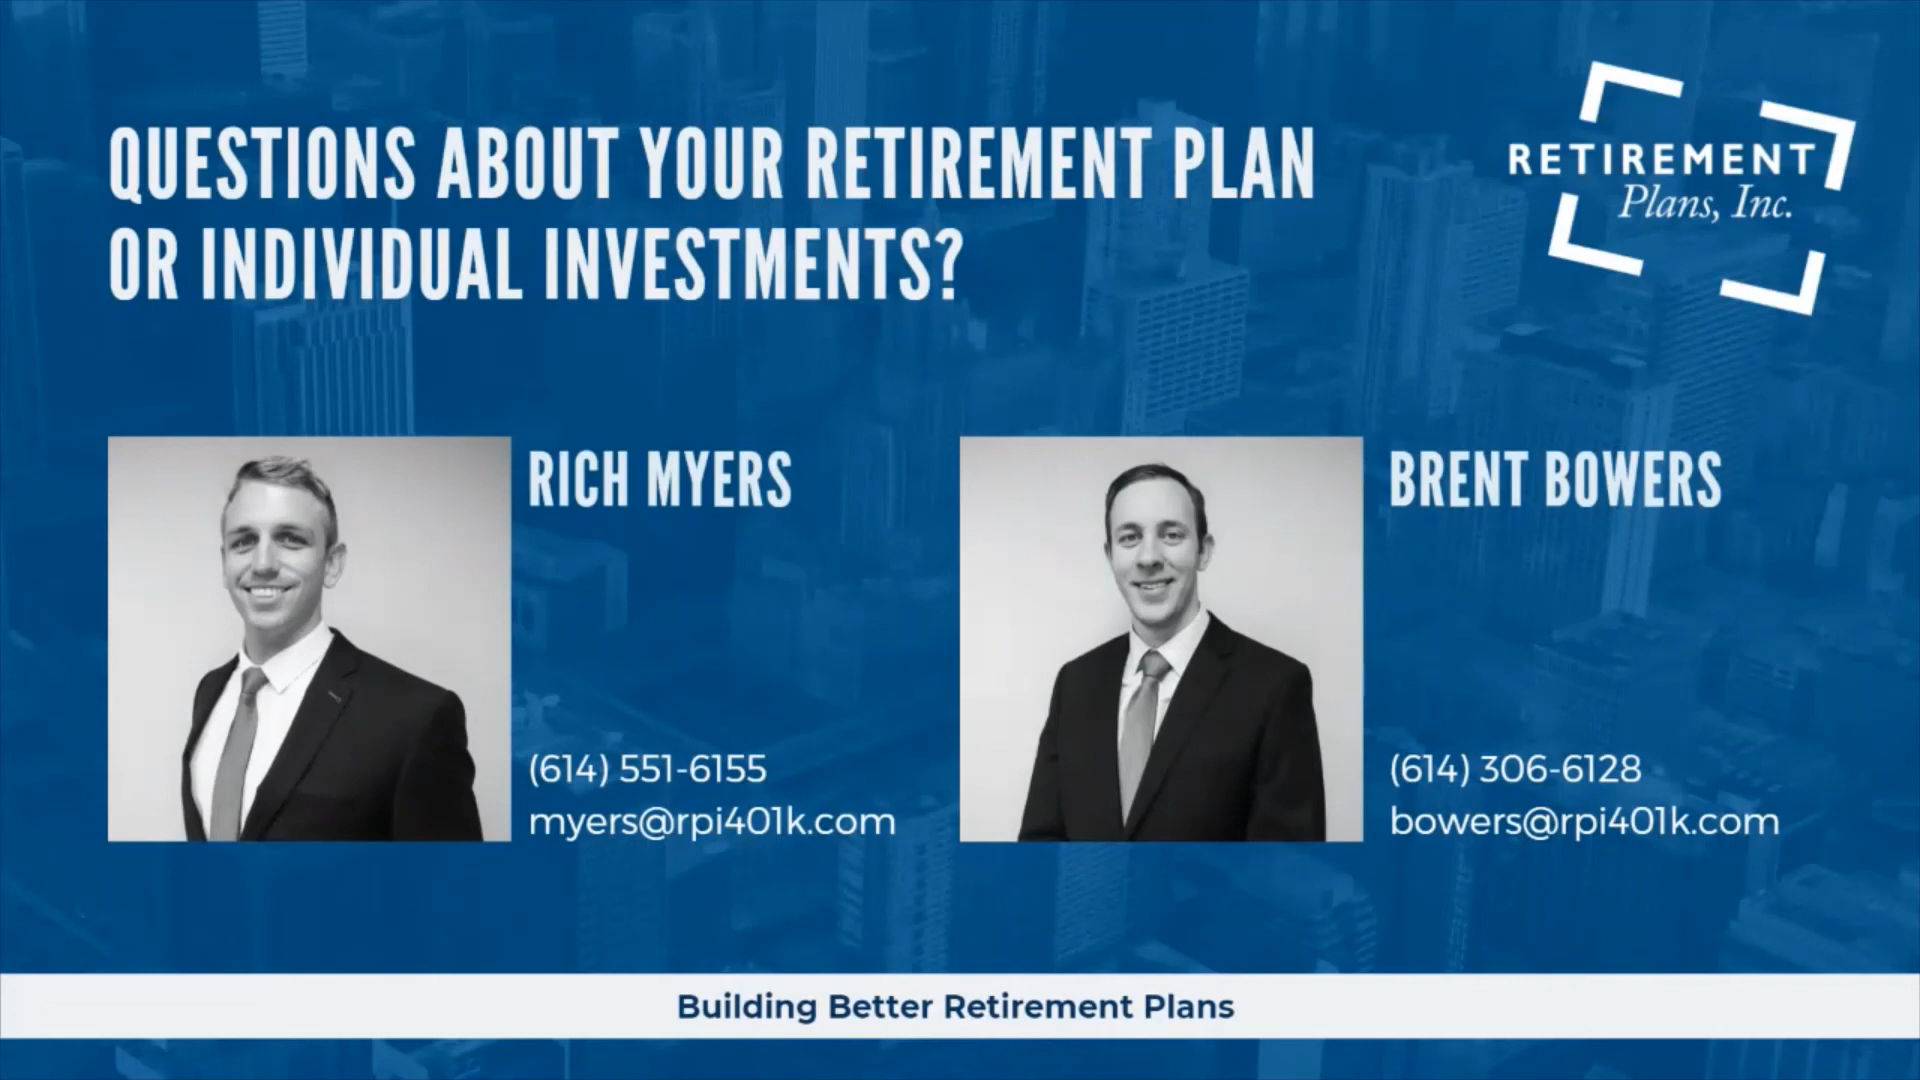 QUESTIONS ABOUT YOUR RETIREMENT PLAN
OR INDIVIDUAL INVESTMENTS?
RETIREMENT
Plans, Inc.
RICH MYERS
(614) 551-6155
myers@rpi401k.com
BRENT BOWERS
(614) 306-6128
bowers@rpi401k.com
Building Better Retirement Plans